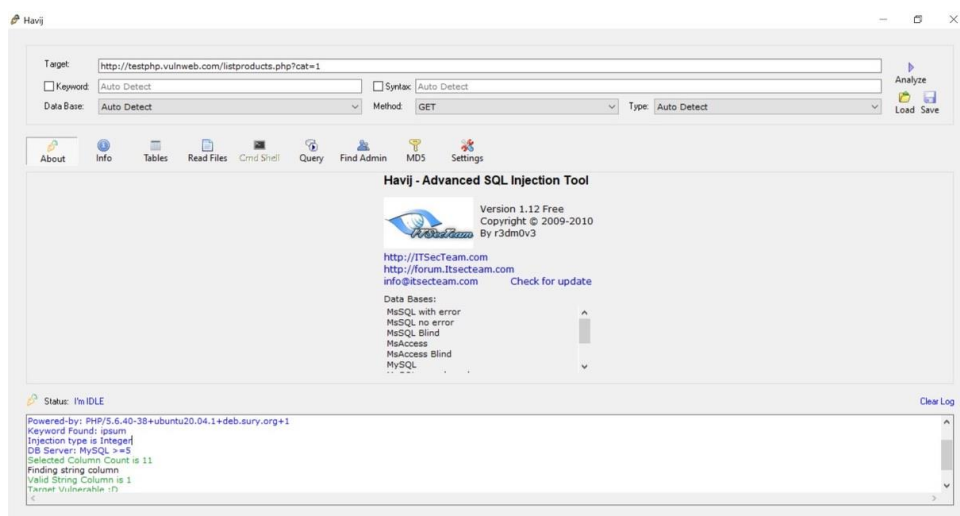 Havij
Target:
http://testphp.vulnweb.com/listproducts.php?cat=1
Analyze
Keyword:
Auto Detect
Syntax:
Auto Detect
Load Save
Data Base:
Auto Detect
Method:
GET
Type:
Auto Detect
About
Info
Tables
Read Files
Cmd Shell
Query
Find Admin
MD5
Settings
Havij - Advanced SQL Injection Tool
ITSecTeam
Version 1.12 Free
Copyright © 2009-2010
By r3dm0v3
http://ITSecTeam.com
http://forum.Itsecteam.com
info@itsecteam.com
Check for update
Data Bases:
MsSQL with error
MsSQL no error
MsSQL Blind
MsAccess
MsAccess Blind
MySQL
Status: I'm IDLE
Clear Log
Powered-by: PHP/5.6.40-38+ubuntu20.04.1+deb.sury.org+1
Keyword Found: ipsum
Injection type is Integer
DB Server: MySQL >=5
Selected Column Count is 11
Finding string column
Valid String Column is 1
Target Vulnerable :D